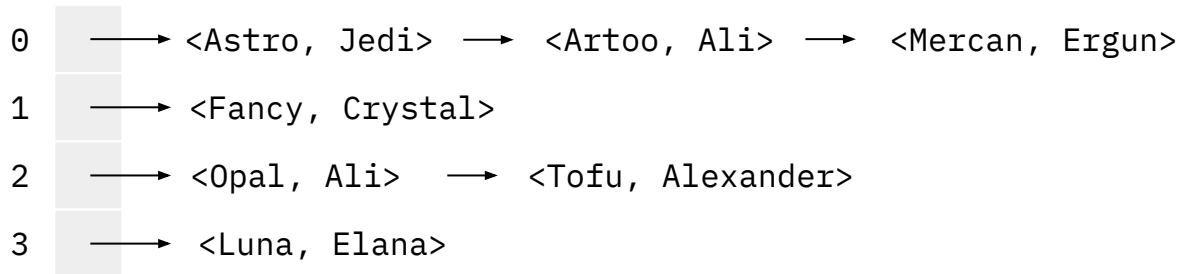 0 <Astro, Jedi> <Artoo, Ali> <Mercan, Ergun>
1 <Fancy, Crystal>
2 <Opal, Ali> <Tofu, Alexander>
3 <Luna, Elana>